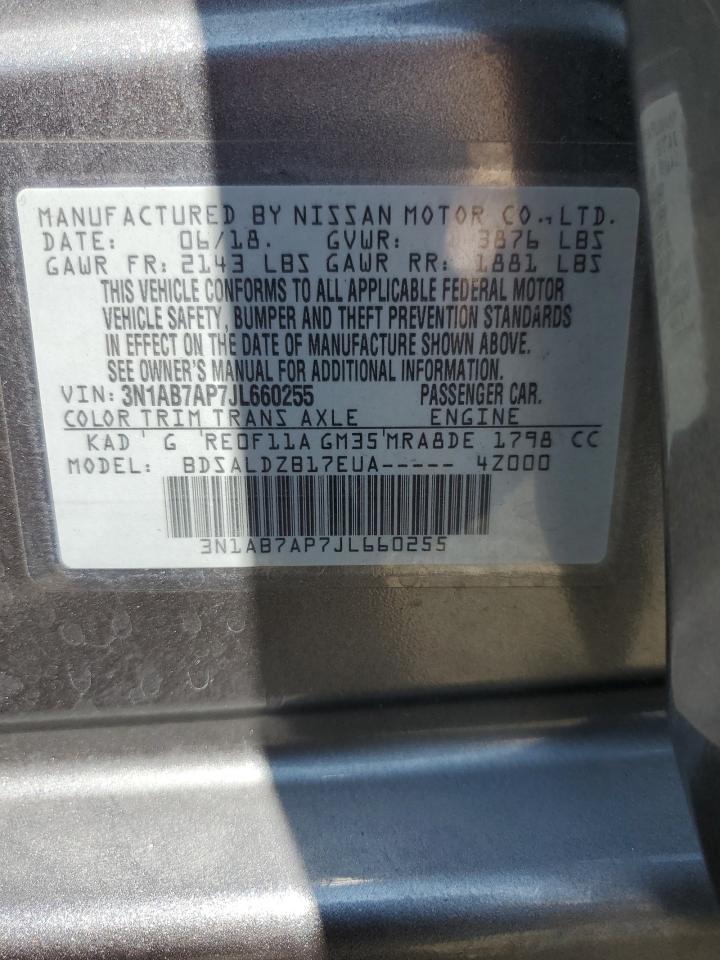 MANUFACTURED BY NISSAN MOTOR CO.,LTD.
DATE: 06/18. GVWR: 3876 LBS
GAWR FR: 2143 LBS GAWR RR: 1881 LBS
THIS VEHICLE CONFORMS TO ALL APPLICABLE FEDERAL MOTOR
VEHICLE SAFETY, BUMPER AND THEFT PREVENTION STANDARDS
IN EFFECT ON THE DATE OF MANUFACTURE SHOWN ABOVE.
SEE OWNER'S MANUAL FOR ADDITIONAL INFORMATION.
VIN: 3N1AB7AP7JL660255 PASSENGER CAR.
COLOR TRIM TRANS AXLE ENGINE
KAD G RE0F11A GM35 MRA8DE 1798 CC
MODEL: BDSALDZB17EUA----- 4Z000
3N1AB7AP7JL660255